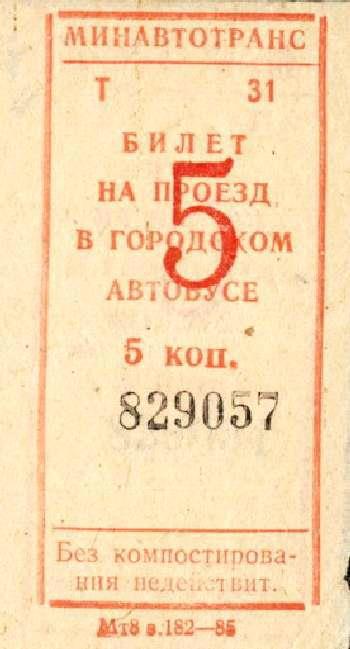 МИНАВТОТРАНС
Т 31
БИЛЕТ
НА ПРОЕЗД
В ГОРОДСКОМ
АВТОБУСЕ
5
5 коп.
829057
Без компостирова-
ния недействит.
Мт8 з.182—85